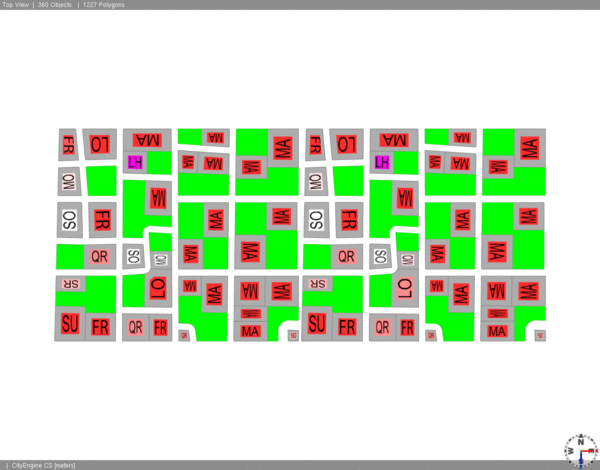 Top View | 360 Objects | 1227 Polygons
FR LO MA MA MA FR LO MA MA MA
LH MA MA MA LH MA MA MA
OW OW
MA MA
OS FR MA MA OS FR MA MA
QR SO OW MA MA QR SO OW MA MA
SR LO MA MA MA MA SR LO MA MA MA MA
SU FR QR FR MA SU FR QR FR MA
N
W
CityEngine CS [meters]